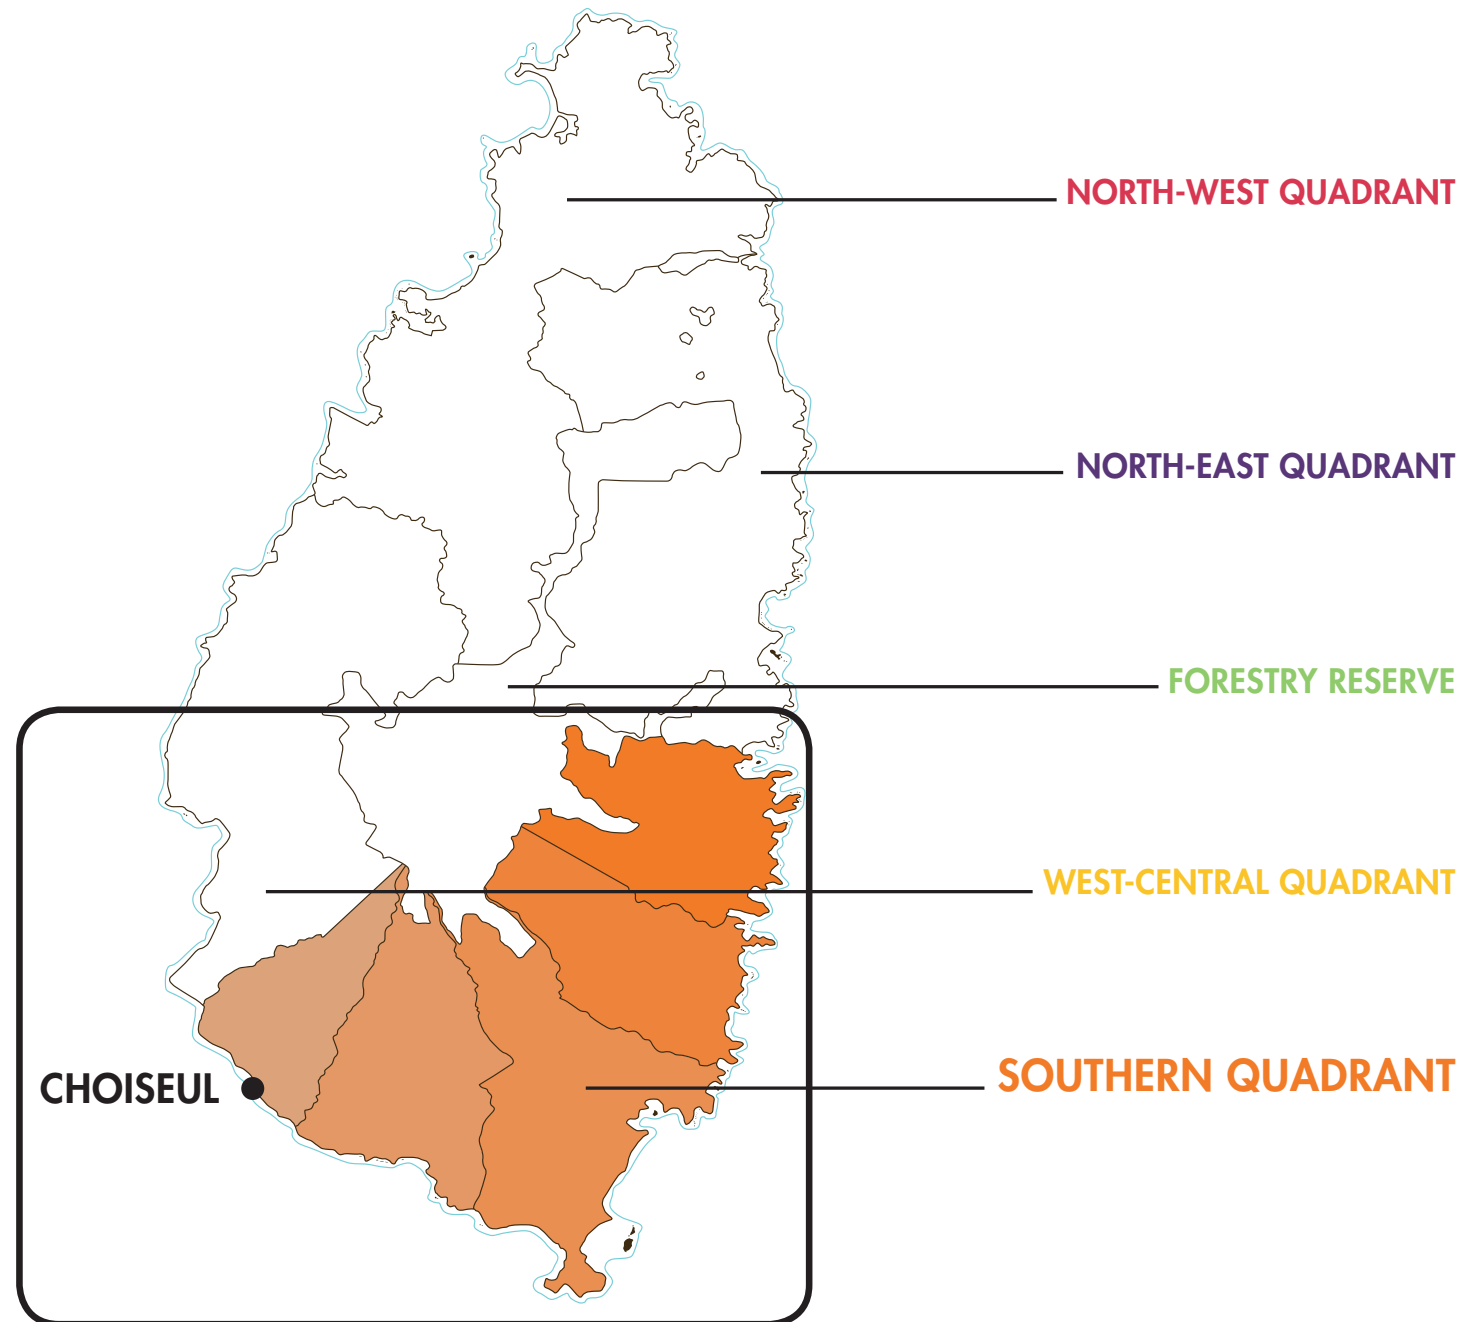 NORTH-WEST QUADRANT
NORTH-EAST QUADRANT
FORESTRY RESERVE
WEST-CENTRAL QUADRANT
SOUTHERN QUADRANT
CHOISEUL